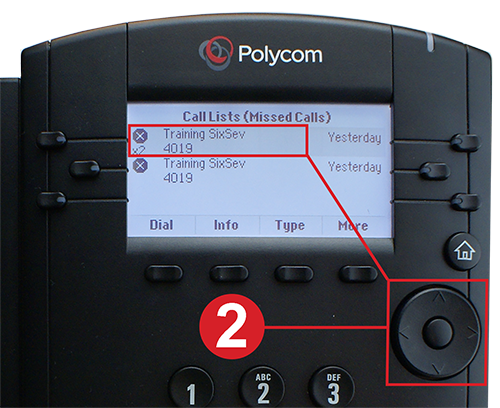 Polycom
Call Lists (Missed Calls)
Training SixSev Yesterday
x2 4019
Training SixSev Yesterday
4019
Dial Info Type More
2
1 ABC 2 DEF 3